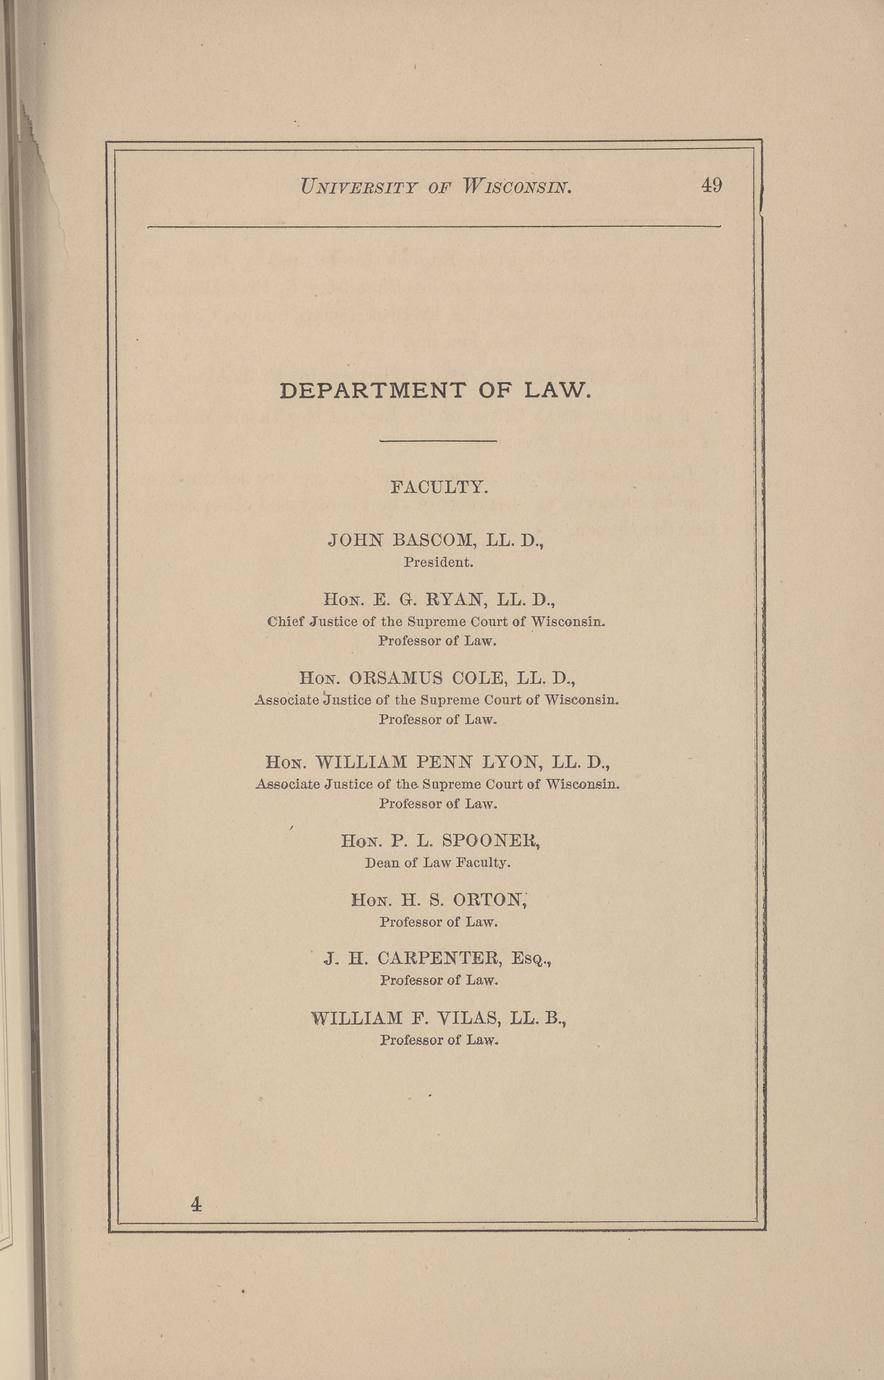 UNIVERSITY OF WISCONSIN. 49
DEPARTMENT OF LAW.
FACULTY.
JOHN BASCOM, LL. D.,
President.
HON. E. G. RYAN, LL. D.,
Chief Justice of the Supreme Court of Wisconsin.
Professor of Law.
HON. ORSAMUS COLE, LL. D.,
Associate Justice of the Supreme Court of Wisconsin.
Professor of Law.
HON. WILLIAM PENN LYON, LL. D.,
Associate Justice of the Supreme Court of Wisconsin.
Professor of Law.
HON. P. L. SPOONER,
Dean of Law Faculty.
HON. H. S. ORTON,
Professor of Law.
J. H. CARPENTER, ESQ.,
Professor of Law.
WILLIAM F. VILAS, LL. B.,
Professor of Law.
4